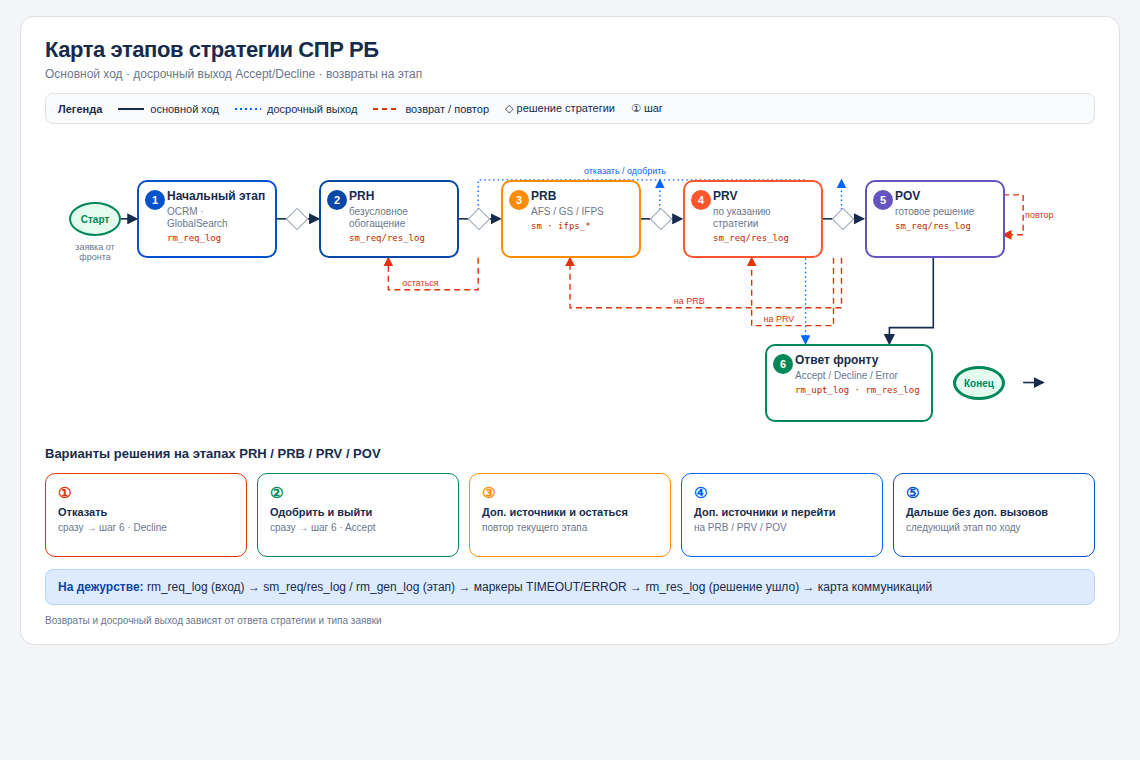 Карта этапов стратегии СПР РБ
Основной ход · досрочный выход Accept/Decline · возвраты на этап
Легенда основной ход досрочный выход возврат / повтор ◇ решение стратегии ① шаг
отказать / одобрить
Старт
заявка от
фронта
1 Начальный этап
OCRM ·
GlobalSearch
rm_req_log
2 PRH
безусловное
обогащение
sm_req/res_log
3 PRB
AFS / GS / IFPS
sm · ifps_*
4 PRV
по указанию
стратегии
sm_req/res_log
5 POV
готовое решение
sm_req/res_log
повтор
остаться
на PRB
на PRV
6 Ответ фронту
Accept / Decline / Error
rm_upt_log · rm_res_log
Конец
Варианты решения на этапах PRH / PRB / PRV / POV
①
Отказать
сразу → шаг 6 · Decline
②
Одобрить и выйти
сразу → шаг 6 · Accept
③
Доп. источники и остаться
повтор текущего этапа
④
Доп. источники и перейти
на PRB / PRV / POV
⑤
Дальше без доп. вызовов
следующий этап по ходу
На дежурстве: rm_req_log (вход) → sm_req/res_log / rm_gen_log (этап) → маркеры TIMEOUT/ERROR → rm_res_log (решение ушло) → карта коммуникаций
Возвраты и досрочный выход зависят от ответа стратегии и типа заявки